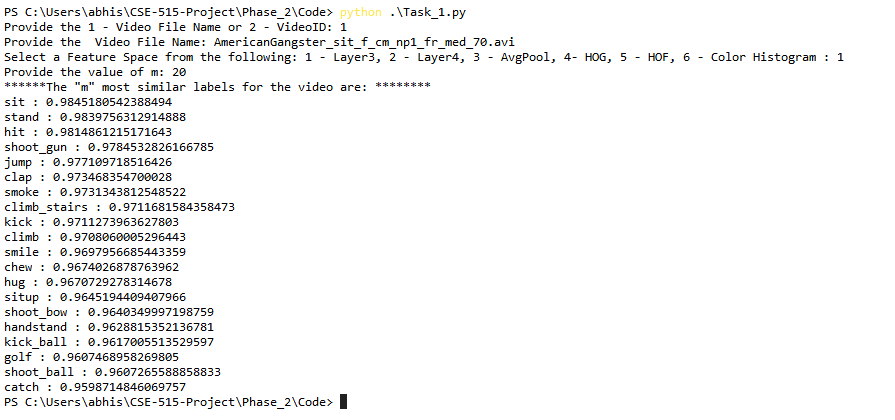 PS C:\Users\abhis\CSE-515-Project\Phase_2\Code> python .\Task_1.py
Provide the 1 - Video File Name or 2 - VideoID: 1
Provide the  Video File Name: AmericanGangster_sit_f_cm_np1_fr_med_70.avi
Select a Feature Space from the following: 1 - Layer3, 2 - Layer4, 3 - AvgPool, 4- HOG, 5 - HOF, 6 - Color Histogram : 1
Provide the value of m: 20
******The "m" most similar labels for the video are: ********
sit : 0.9845180542388494
stand : 0.9839756312914888
hit : 0.9814861215171643
shoot_gun : 0.9784532826166785
jump : 0.977109718516426
clap : 0.973468354700028
smoke : 0.9731343812548522
climb_stairs : 0.9711681584358473
kick : 0.9711273963627803
climb : 0.9708060005296443
smile : 0.9697956685443359
chew : 0.9674026878763962
hug : 0.9670729278314678
situp : 0.9645194409407966
shoot_bow : 0.9640349997198759
handstand : 0.9628815352136781
kick_ball : 0.9617005513529597
golf : 0.9607468958269805
shoot_ball : 0.9607265588858833
catch : 0.9598714846069757
PS C:\Users\abhis\CSE-515-Project\Phase_2\Code>